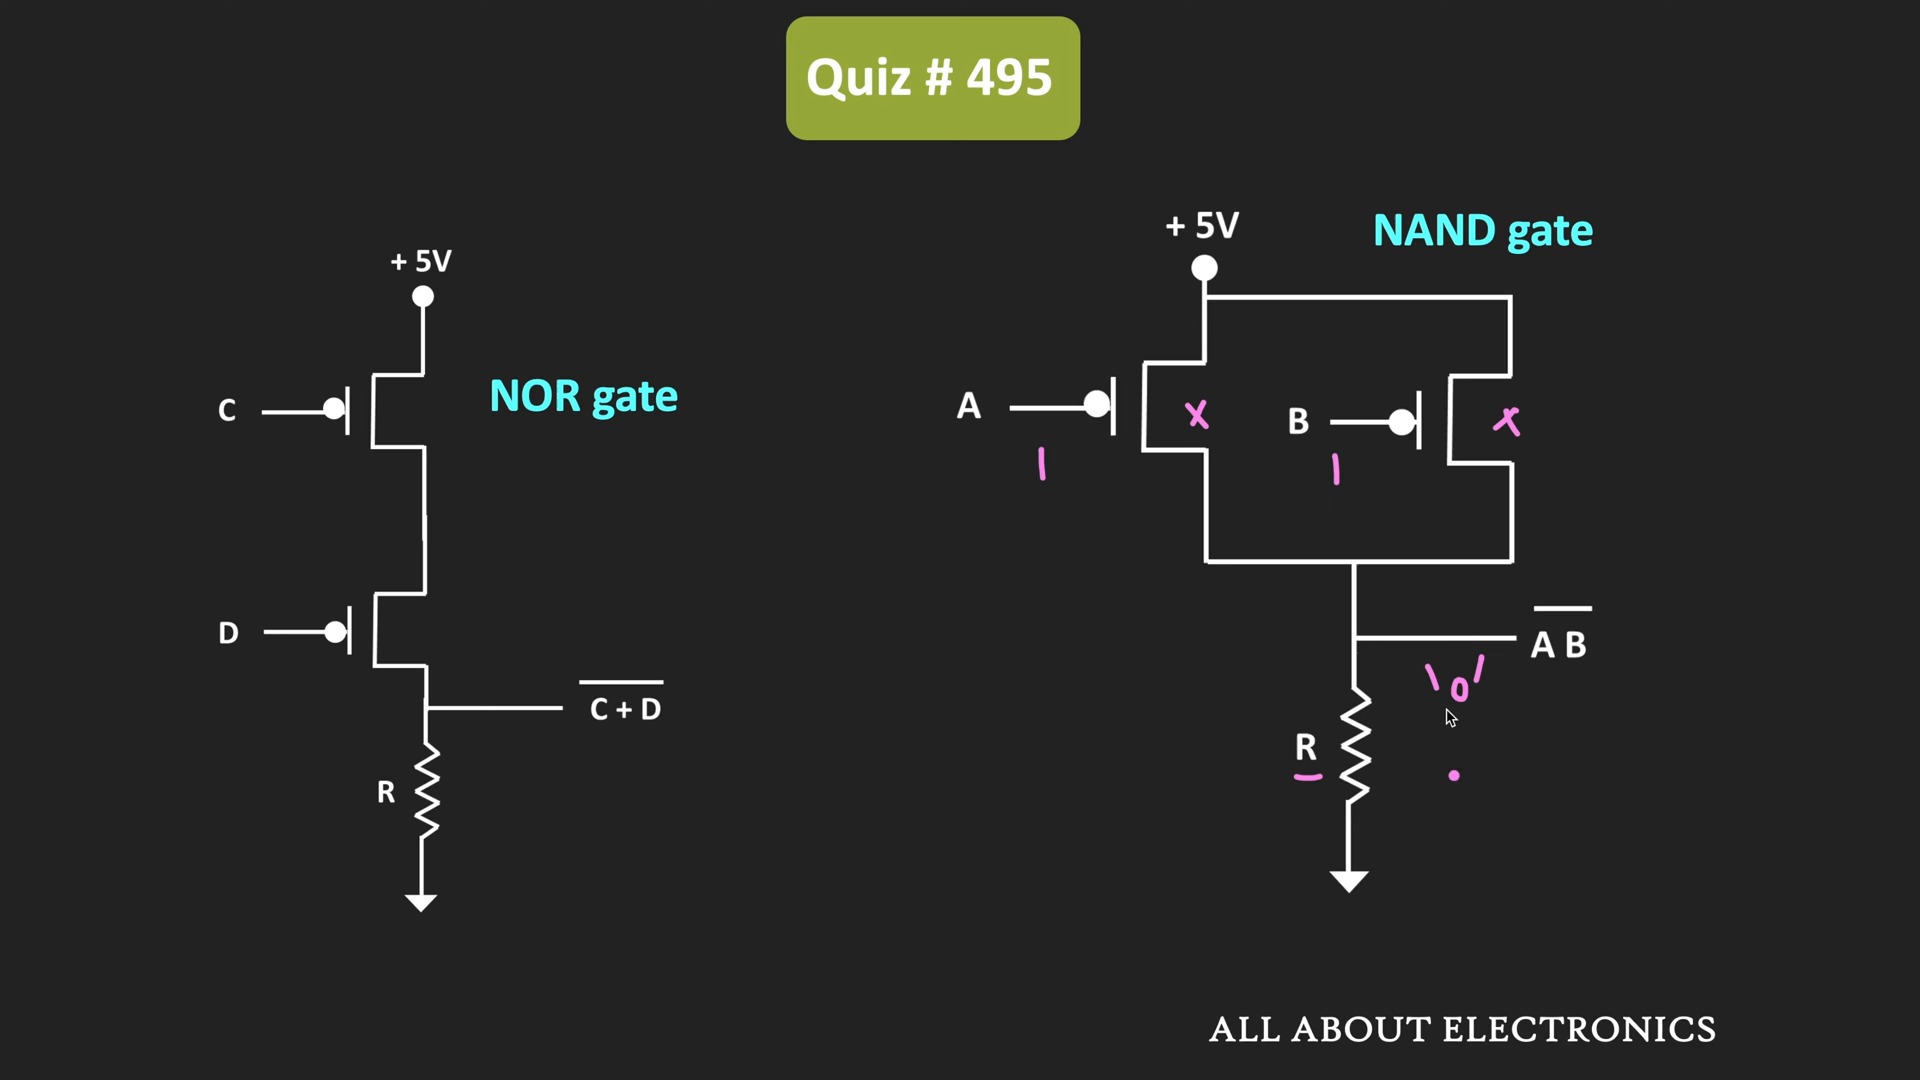 Quiz # 495
+ 5V
NOR gate
C
D
C + D
R
+ 5V
NAND gate
A
B
1
1
x
x
A B
'0'
R
ALL ABOUT ELECTRONICS